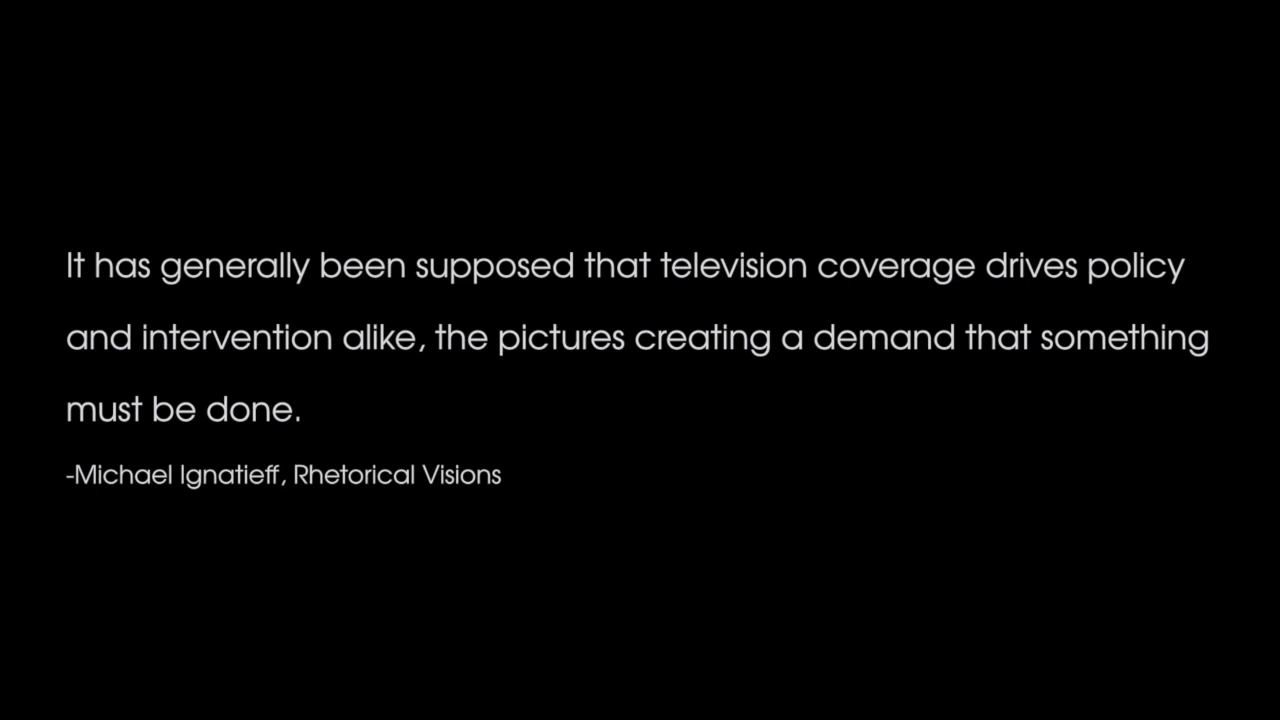 It has generally been supposed that television coverage drives policy
and intervention alike, the pictures creating a demand that something
must be done.
-Michael Ignatieff, Rhetorical Visions